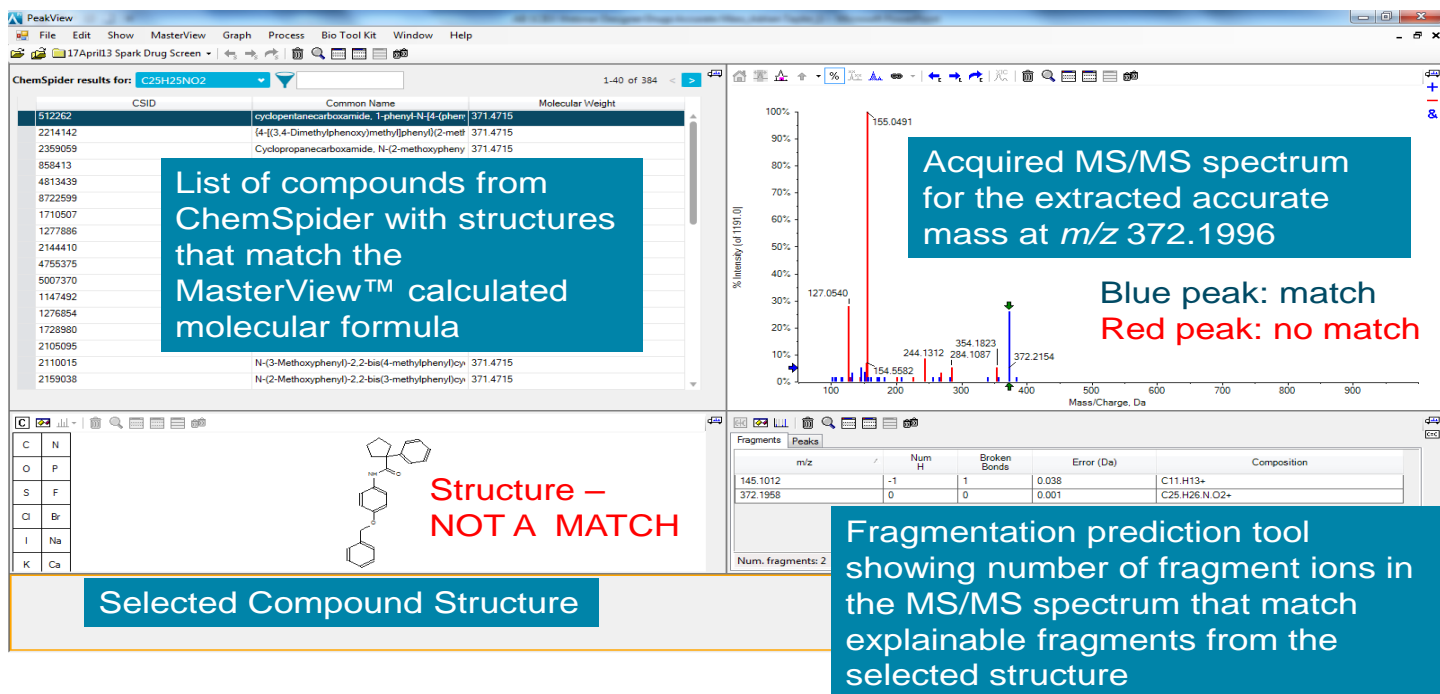 PeakView
File Edit Show MasterView Graph Process Bio Tool Kit Window Help
17April13 Spark Drug Screen
ChemSpider results for: C25H25NO2 1-40 of 384
CSID Common Name Molecular Weight
512262 cyclopentanecarboxamide, 1-phenyl-N-[4-(phen 371.4715
2214142 {4-[(3,4-Dimethylphenoxy)methyl]phenyl}(2-meth 371.4715
2359059 Cyclopropanecarboxamide, N-(2-methoxypheny 371.4715
858413
4813439
8722599
1710507
1277886
2144410
4755375
5007370
1147492
1276854
1728980
2105095
2110015 N-(3-Methoxyphenyl)-2,2-bis(4-methylphenyl)cy 371.4715
2159038 N-(2-Methoxyphenyl)-2,2-bis(3-methylphenyl)cy 371.4715
List of compounds from
ChemSpider with structures
that match the
MasterView™ calculated
molecular formula
%
% Intensity (of 1191.0)
100%
90%
80%
70%
60%
50%
40%
30%
20%
10%
0%
155.0491
127.0540
154.5582
244.1312
284.1087
354.1823
372.2154
100 200 300 400 500 600 700 800 900
Mass/Charge, Da
Acquired MS/MS spectrum
for the extracted accurate
mass at m/z 372.1996
Blue peak: match
Red peak: no match
C N
O P
S F
Cl Br
I Na
K Ca
NH O
O
Structure –
NOT A MATCH
Selected Compound Structure
Fragments Peaks
m/z Num H Broken Bonds Error (Da) Composition
145.1012 -1 1 0.038 C11.H13+
372.1958 0 0 0.001 C25.H26.N.O2+
Num. fragments: 2
Fragmentation prediction tool
showing number of fragment ions in
the MS/MS spectrum that match
explainable fragments from the
selected structure